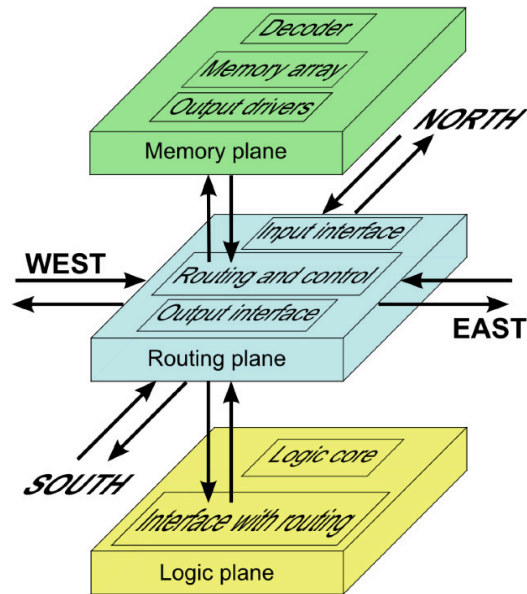 Decoder
Memory array
Output drivers
Memory plane
NORTH
Input interface
WEST
Routing and control
Output interface
EAST
Routing plane
SOUTH
Logic core
Interface with routing
Logic plane